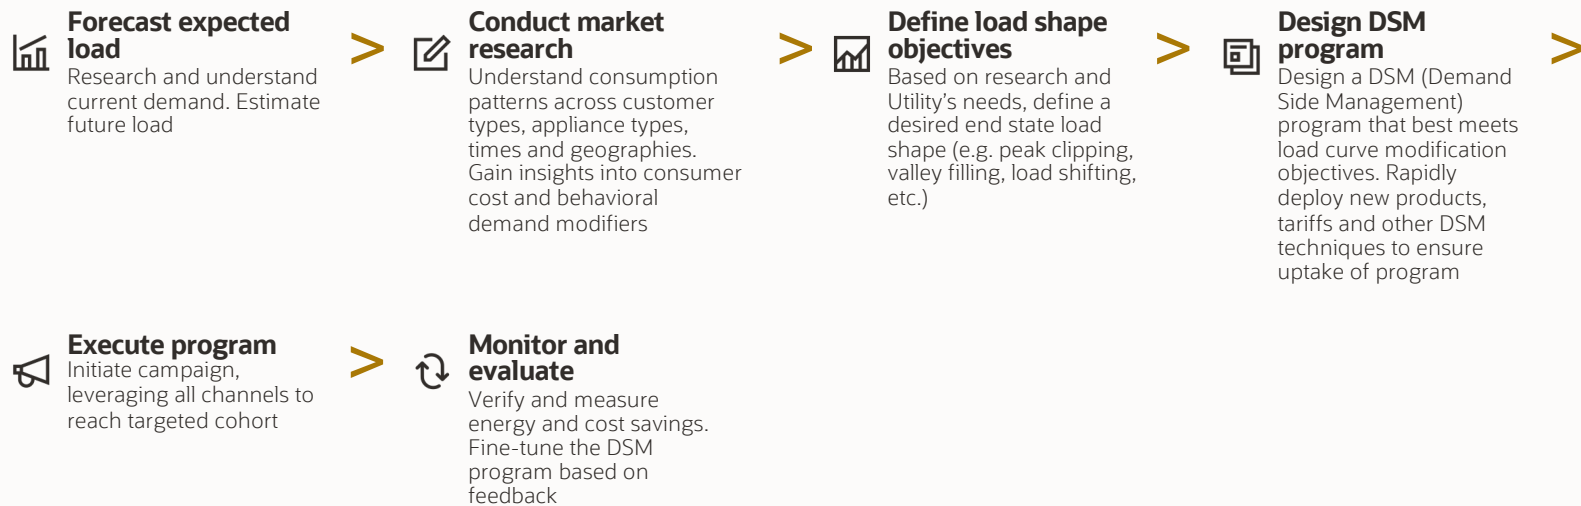 Forecast expected
load
Research and understand
current demand. Estimate
future load
>
Conduct market
research
Understand consumption
patterns across customer
types, appliance types,
times and geographies.
Gain insights into consumer
cost and behavioral
demand modifiers
>
Define load shape
objectives
Based on research and
Utility’s needs, define a
desired end state load
shape (e.g. peak clipping,
valley filling, load shifting,
etc.)
>
Design DSM
program
Design a DSM (Demand
Side Management)
program that best meets
load curve modification
objectives. Rapidly
deploy new products,
tariffs and other DSM
techniques to ensure
uptake of program
>
Execute program
Initiate campaign,
leveraging all channels to
reach targeted cohort
>
Monitor and
evaluate
Verify and measure
energy and cost savings.
Fine-tune the DSM
program based on
feedback